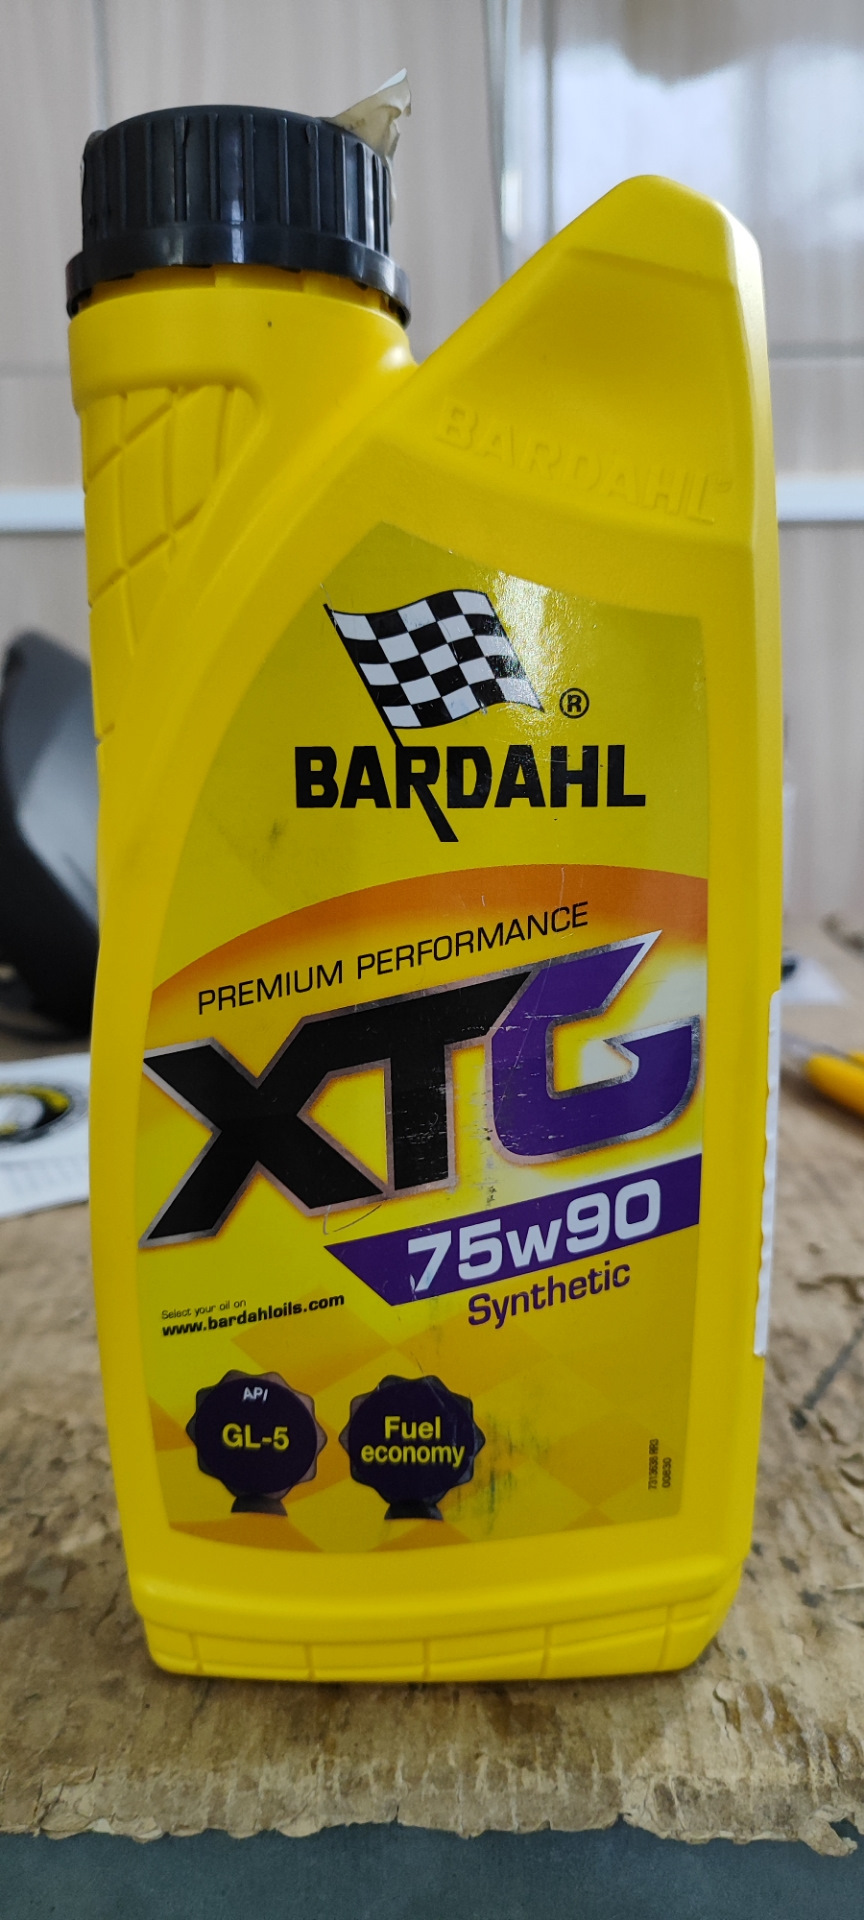 BARDAHL
®
BARDAHL
PREMIUM PERFORMANCE
XTG
75w90
Synthetic
Select your oil on
www.bardahloils.com
API
GL-5
Fuel
economy
00630